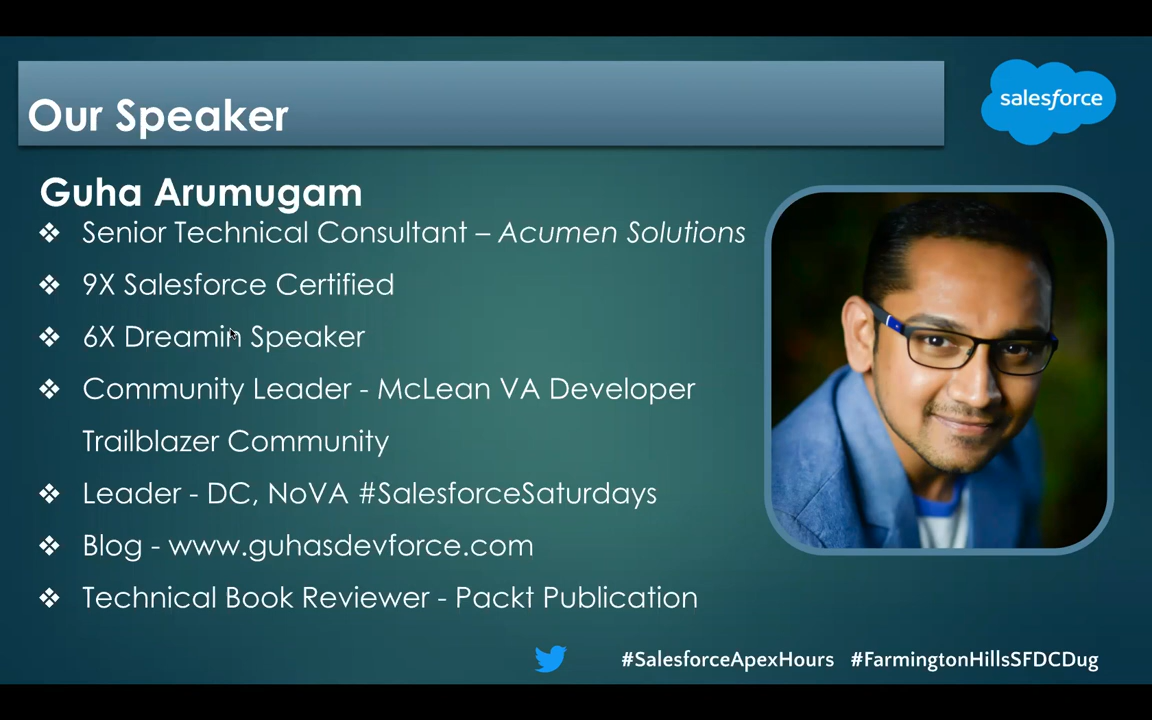 Our Speaker
salesforce
Guha Arumugam
❖ Senior Technical Consultant – Acumen Solutions
❖ 9X Salesforce Certified
❖ 6X Dreamin Speaker
❖ Community Leader - McLean VA Developer
Trailblazer Community
❖ Leader - DC, NoVA #SalesforceSaturdays
❖ Blog - www.guhasdevforce.com
❖ Technical Book Reviewer - Packt Publication
#SalesforceApexHours #FarmingtonHillsSFDCDug